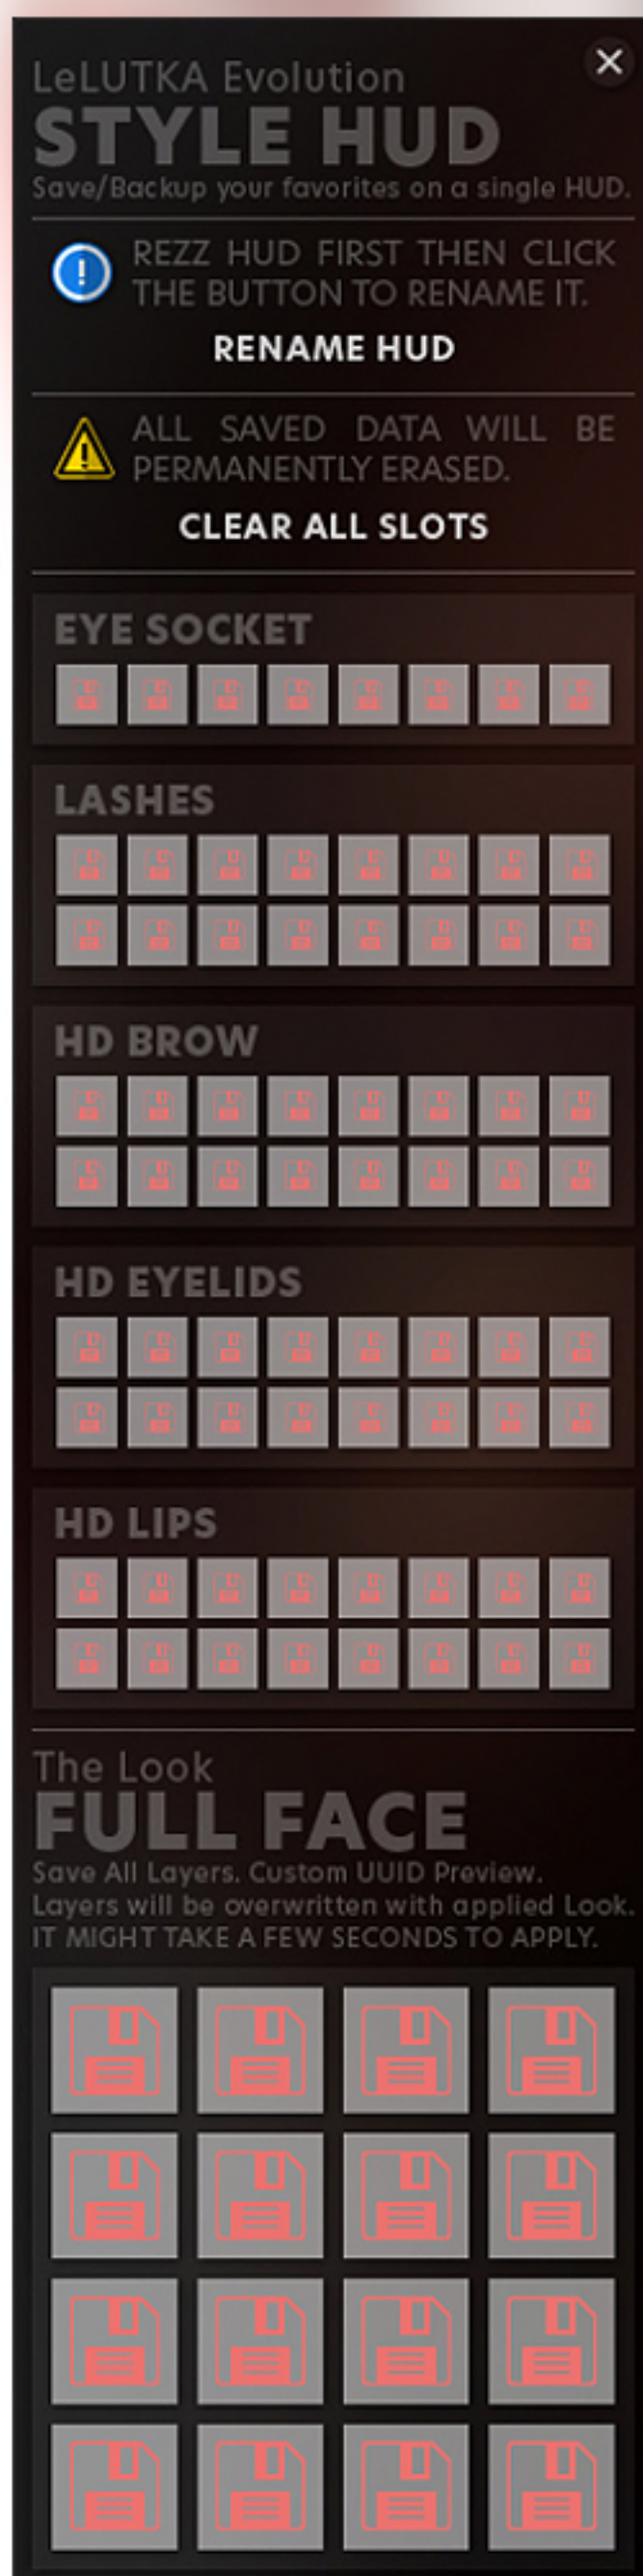 LeLUTKA Evolution
STYLE HUD
Save/Backup your favorites on a single HUD.
REZZ HUD FIRST THEN CLICK
THE BUTTON TO RENAME IT.
RENAME HUD
ALL SAVED DATA WILL BE
PERMANENTLY ERASED.
CLEAR ALL SLOTS
EYE SOCKET
LASHES
HD BROW
HD EYELIDS
HD LIPS
The Look
FULL FACE
Save All Layers. Custom UUID Preview.
Layers will be overwritten with applied Look.
IT MIGHT TAKE A FEW SECONDS TO APPLY.